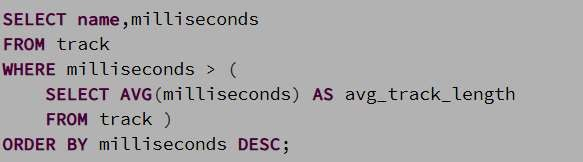 SELECT name,milliseconds
FROM track
WHERE milliseconds > (
    SELECT AVG(milliseconds) AS avg_track_length
    FROM track )
ORDER BY milliseconds DESC;